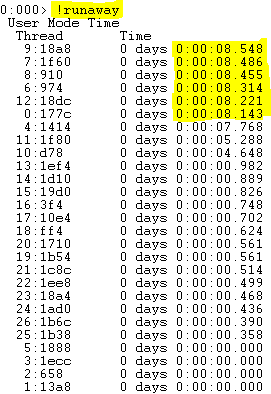 0:000> !runaway
User Mode Time
Thread Time
9:18a8 0 days 0:00:08.548
7:1f60 0 days 0:00:08.486
8:910 0 days 0:00:08.455
6:974 0 days 0:00:08.314
12:18dc 0 days 0:00:08.221
0:177c 0 days 0:00:08.143
4:1414 0 days 0:00:07.768
11:1f80 0 days 0:00:05.288
10:d78 0 days 0:00:04.648
13:1ef4 0 days 0:00:00.982
14:1d10 0 days 0:00:00.889
15:19d0 0 days 0:00:00.826
16:3f4 0 days 0:00:00.748
17:10e4 0 days 0:00:00.702
18:ff4 0 days 0:00:00.624
20:1710 0 days 0:00:00.561
19:1b54 0 days 0:00:00.561
21:1c8c 0 days 0:00:00.514
22:1ee8 0 days 0:00:00.499
23:18a4 0 days 0:00:00.468
24:1ad0 0 days 0:00:00.436
26:1b6c 0 days 0:00:00.390
25:1b38 0 days 0:00:00.358
5:1888 0 days 0:00:00.000
3:1ecc 0 days 0:00:00.000
2:658 0 days 0:00:00.000
1:13a8 0 days 0:00:00.000